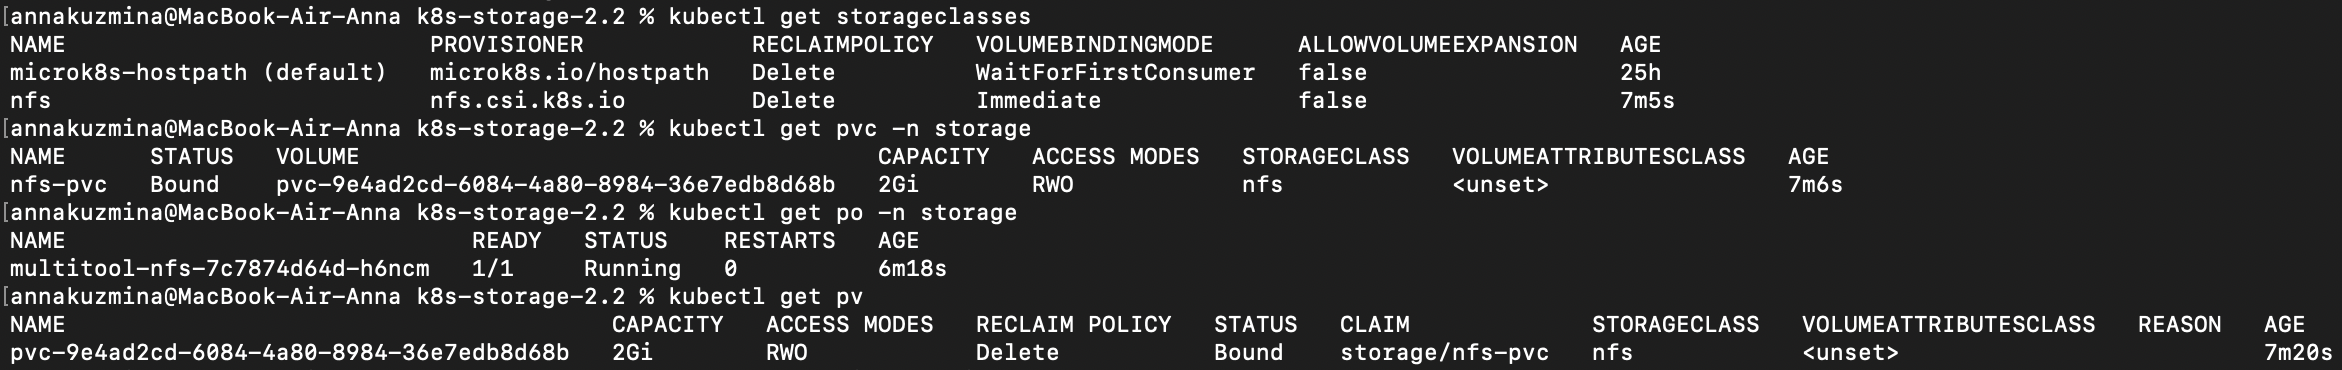 [annakuzmina@MacBook-Air-Anna k8s-storage-2.2 % kubectl get storageclasses
NAME                          PROVISIONER            RECLAIMPOLICY   VOLUMEBINDINGMODE      ALLOWVOLUMEEXPANSION   AGE
microk8s-hostpath (default)   microk8s.io/hostpath   Delete          WaitForFirstConsumer   false                  25h
nfs                           nfs.csi.k8s.io         Delete          Immediate              false                  7m5s
[annakuzmina@MacBook-Air-Anna k8s-storage-2.2 % kubectl get pvc -n storage
NAME      STATUS   VOLUME                                     CAPACITY   ACCESS MODES   STORAGECLASS   VOLUMEATTRIBUTESCLASS   AGE
nfs-pvc   Bound    pvc-9e4ad2cd-6084-4a80-8984-36e7edb8d68b   2Gi        RWO            nfs            <unset>                 7m6s
[annakuzmina@MacBook-Air-Anna k8s-storage-2.2 % kubectl get po -n storage
NAME                             READY   STATUS    RESTARTS   AGE
multitool-nfs-7c7874d64d-h6ncm   1/1     Running   0          6m18s
[annakuzmina@MacBook-Air-Anna k8s-storage-2.2 % kubectl get pv
NAME                                       CAPACITY   ACCESS MODES   RECLAIM POLICY   STATUS   CLAIM             STORAGECLASS   VOLUMEATTRIBUTESCLASS   REASON   AGE
pvc-9e4ad2cd-6084-4a80-8984-36e7edb8d68b   2Gi        RWO            Delete           Bound    storage/nfs-pvc   nfs            <unset>                          7m20s